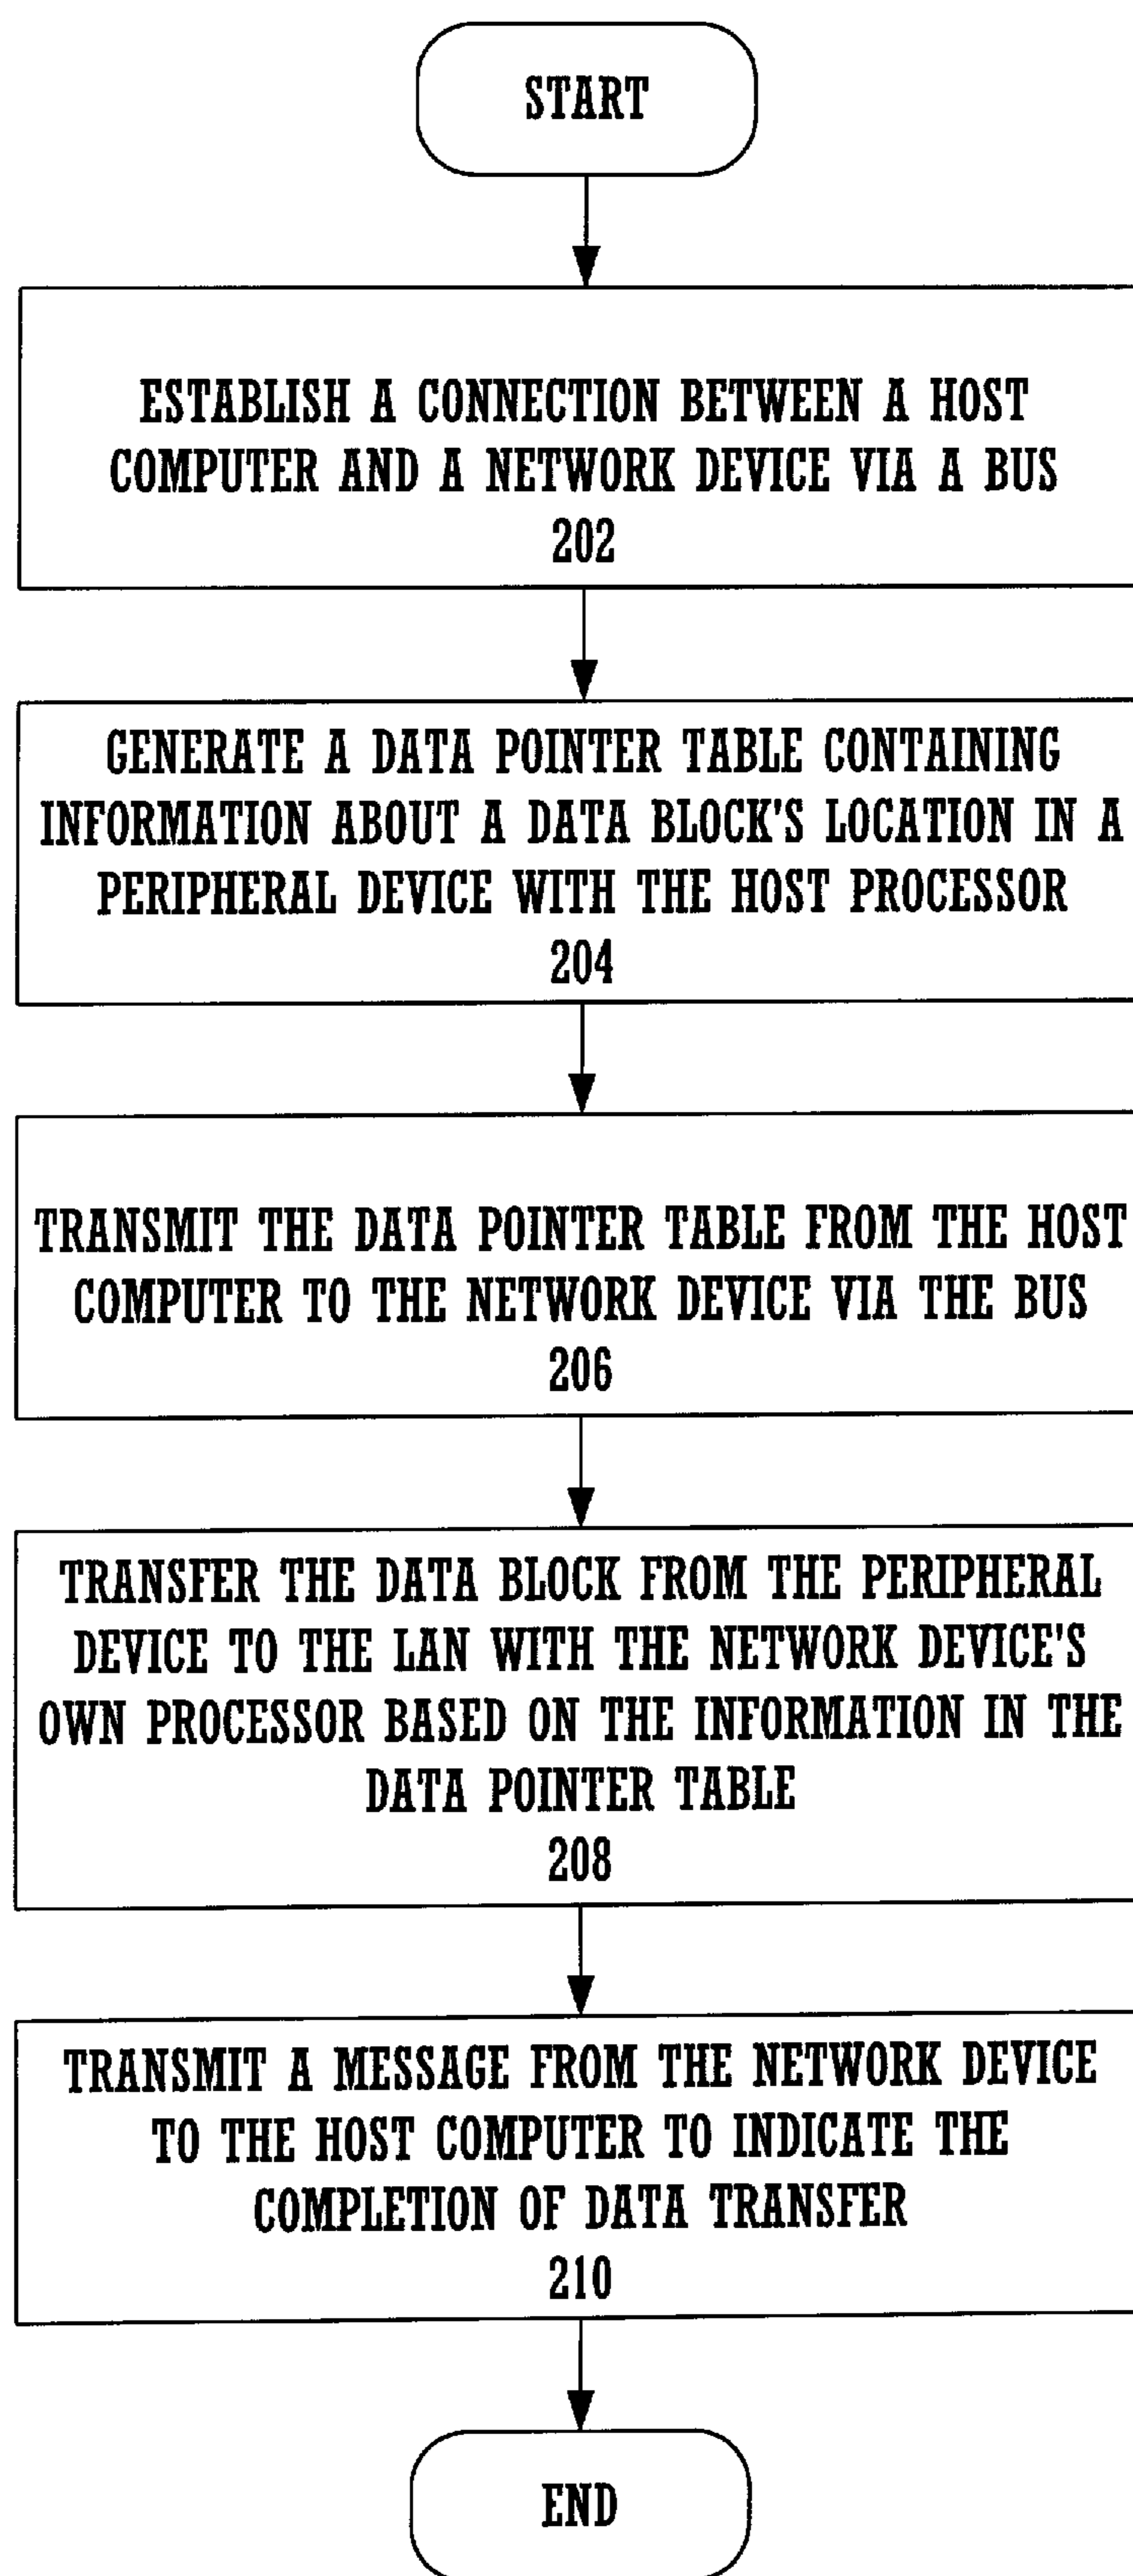 START
ESTABLISH A CONNECTION BETWEEN A HOST
COMPUTER AND A NETWORK DEVICE VIA A BUS
202
GENERATE A DATA POINTER TABLE CONTAINING
INFORMATION ABOUT A DATA BLOCK'S LOCATION IN A
PERIPHERAL DEVICE WITH THE HOST PROCESSOR
204
TRANSMIT THE DATA POINTER TABLE FROM THE HOST
COMPUTER TO THE NETWORK DEVICE VIA THE BUS
206
TRANSFER THE DATA BLOCK FROM THE PERIPHERAL
DEVICE TO THE LAN WITH THE NETWORK DEVICE'S
OWN PROCESSOR BASED ON THE INFORMATION IN THE
DATA POINTER TABLE
208
TRANSMIT A MESSAGE FROM THE NETWORK DEVICE
TO THE HOST COMPUTER TO INDICATE THE
COMPLETION OF DATA TRANSFER
210
END